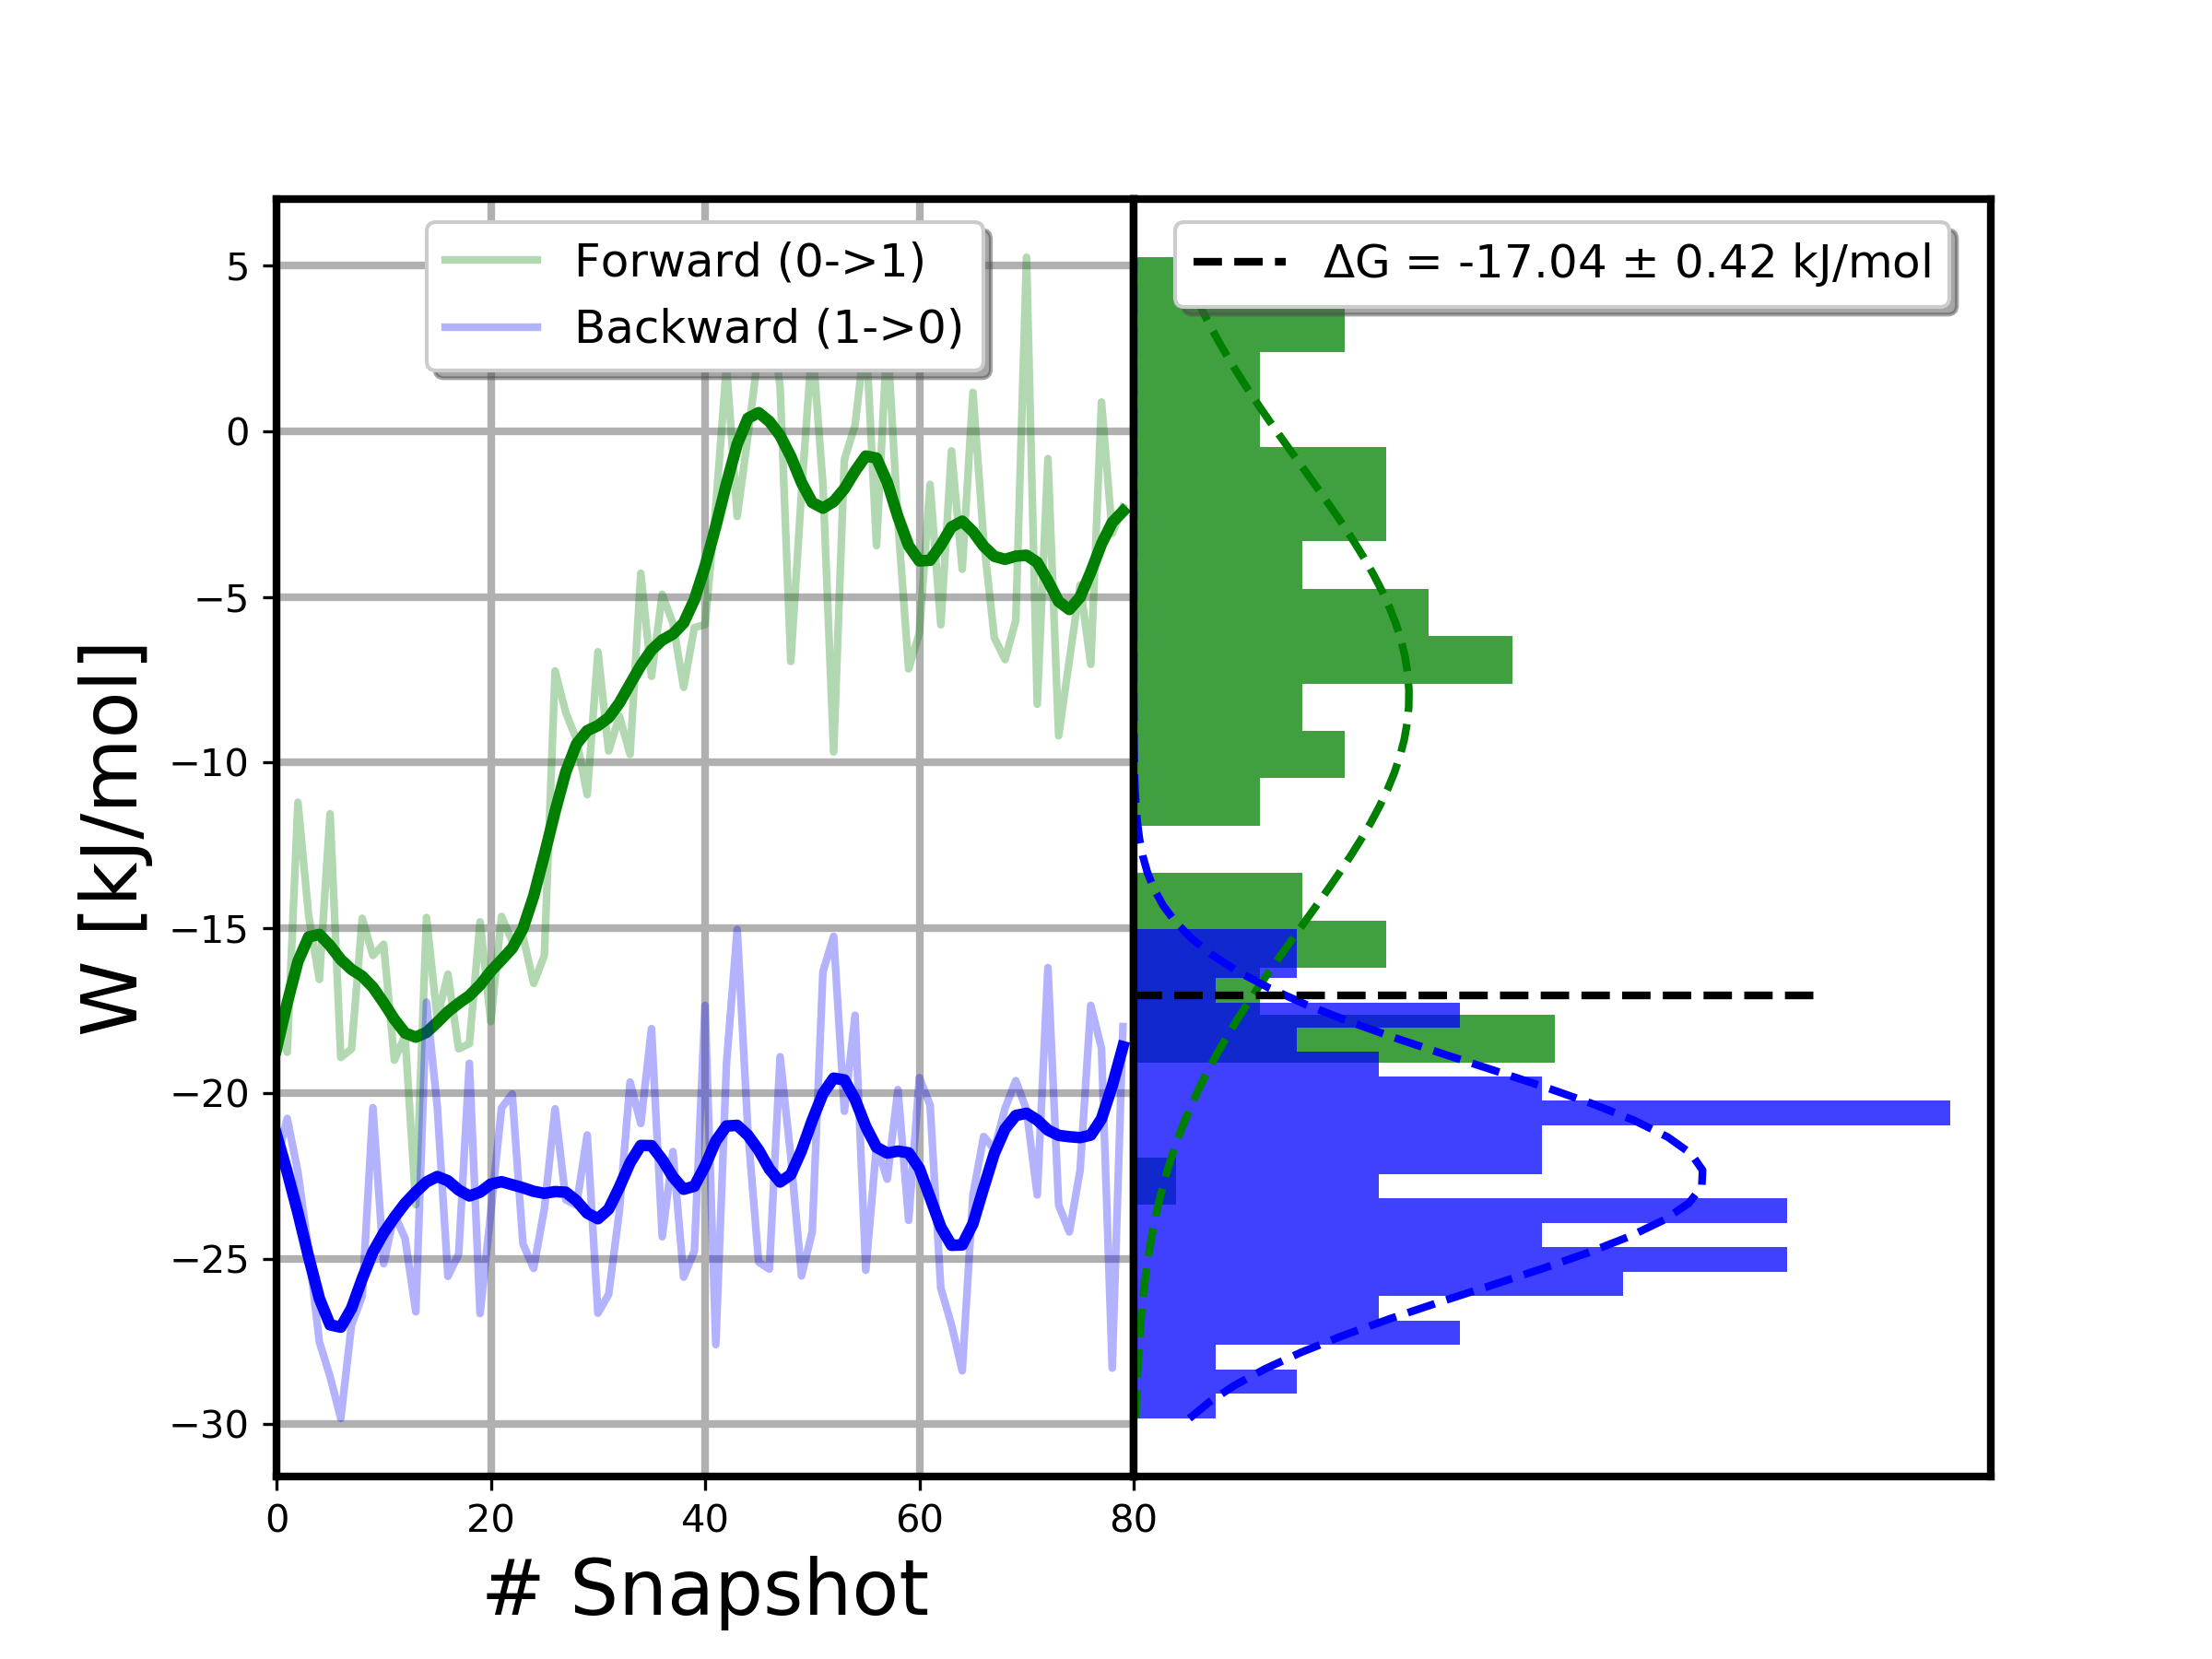 Forward (0->1)
Backward (1->0)
ΔG = -17.04 ± 0.42 kJ/mol
W [kJ/mol]
5
0
−5
−10
−15
−20
−25
−30
0 20 40 60 80
# Snapshot